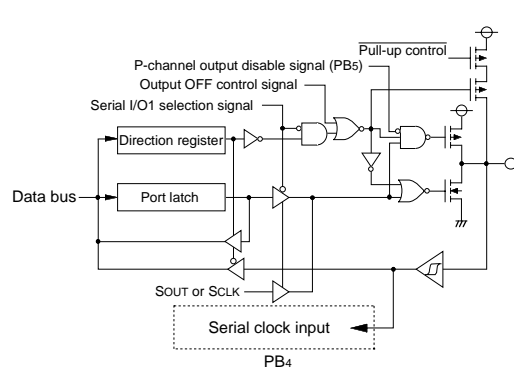 Pull-up control
P-channel output disable signal (PB5)
Output OFF control signal
Serial I/O1 selection signal
Direction register
Data bus
Port latch
SOUT or SCLK
Serial clock input
PB4